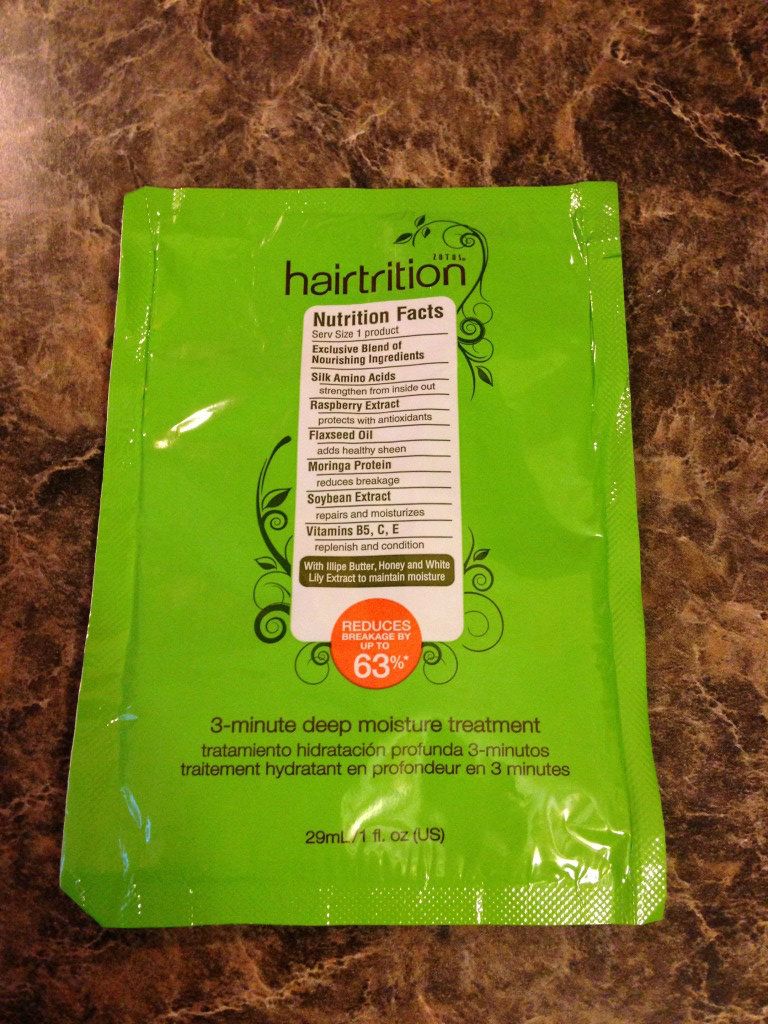 ZOTOS™
hairtrition
Nutrition Facts
Serv Size 1 product
Exclusive Blend of
Nourishing Ingredients
Silk Amino Acids
strengthen from inside out
Raspberry Extract
protects with antioxidants
Flaxseed Oil
adds healthy sheen
Moringa Protein
reduces breakage
Soybean Extract
repairs and moisturizes
Vitamins B5, C, E
replenish and condition
With Illipe Butter, Honey and White
Lily Extract to maintain moisture
REDUCES
BREAKAGE BY
UP TO
63%*
3-minute deep moisture treatment
tratamiento hidratación profunda 3-minutos
traitement hydratant en profondeur en 3 minutes
29mL/1 fl. oz (US)